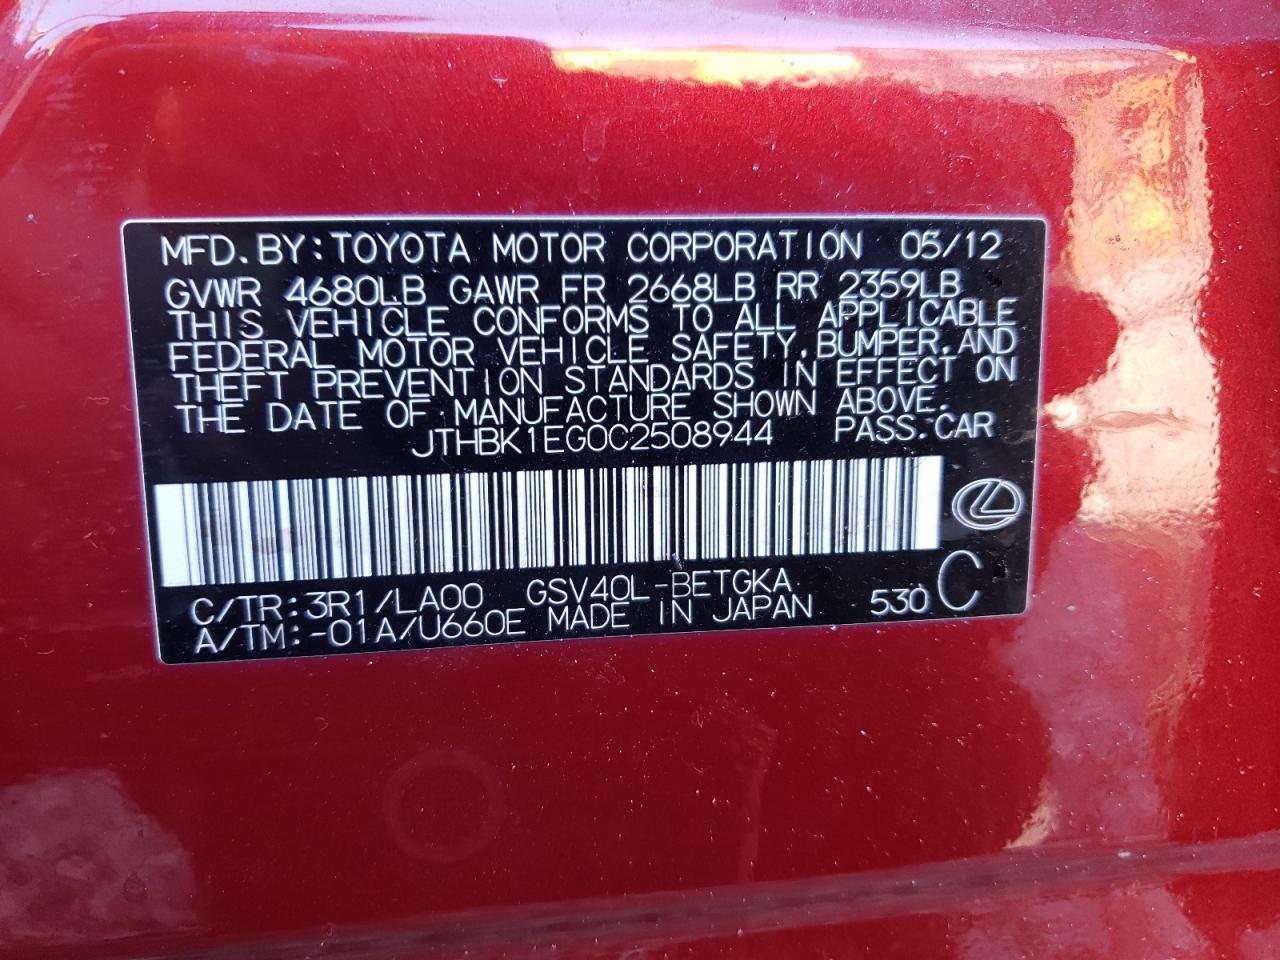 MFD. BY: TOYOTA MOTOR CORPORATION 05/12
GVWR 4680LB GAWR FR 2668LB RR 2359LB
THIS VEHICLE CONFORMS TO ALL APPLICABLE
FEDERAL MOTOR VEHICLE SAFETY, BUMPER, AND
THEFT PREVENTION STANDARDS IN EFFECT ON
THE DATE OF MANUFACTURE SHOWN ABOVE.
JTHBK1EG0C2508944 PASS. CAR
C/TR: 3R1/LA00 GSV40L-BETGKA
A/TM: -01A/U660E MADE IN JAPAN 530 C